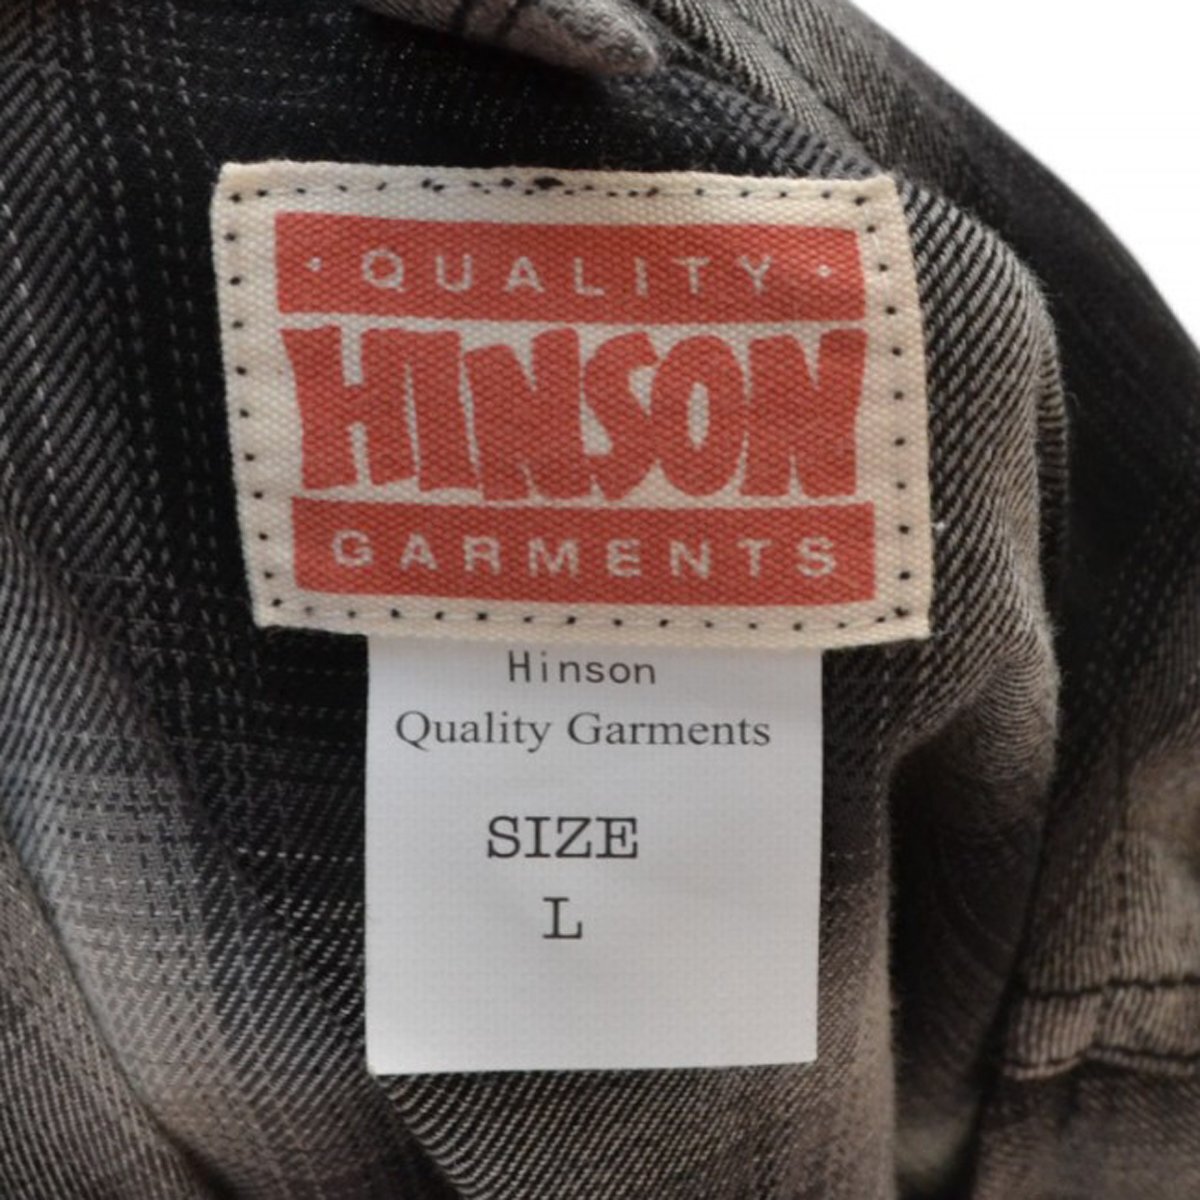 · QUALITY ·
HINSON
GARMENTS
Hinson
Quality Garments
SIZE
L